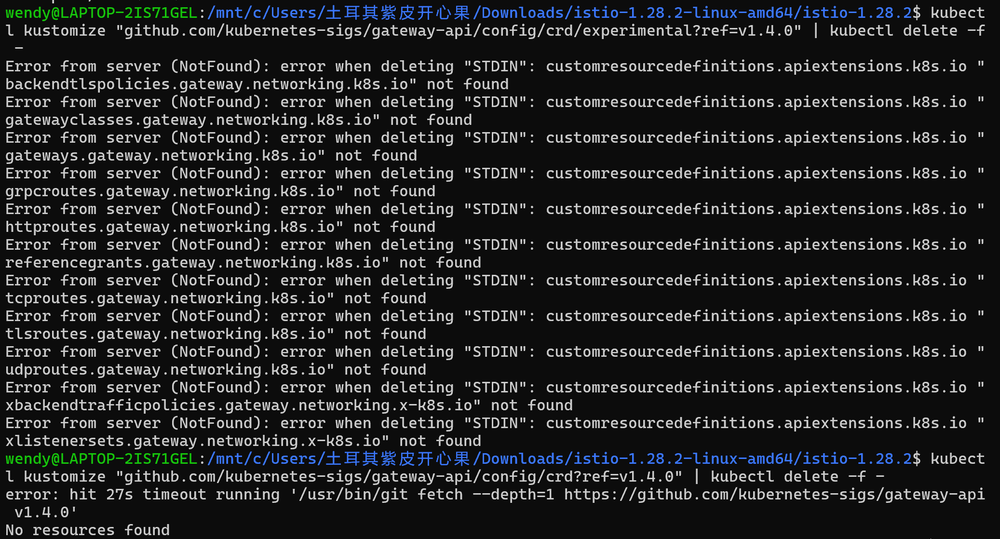 wendy@LAPTOP-2IS71GEL:/mnt/c/Users/土耳其紫皮开心果/Downloads/istio-1.28.2-linux-amd64/istio-1.28.2$ kubect
l kustomize "github.com/kubernetes-sigs/gateway-api/config/crd/experimental?ref=v1.4.0" | kubectl delete -f
 -
Error from server (NotFound): error when deleting "STDIN": customresourcedefinitions.apiextensions.k8s.io "
backendtlspolicies.gateway.networking.k8s.io" not found
Error from server (NotFound): error when deleting "STDIN": customresourcedefinitions.apiextensions.k8s.io "
gatewayclasses.gateway.networking.k8s.io" not found
Error from server (NotFound): error when deleting "STDIN": customresourcedefinitions.apiextensions.k8s.io "
gateways.gateway.networking.k8s.io" not found
Error from server (NotFound): error when deleting "STDIN": customresourcedefinitions.apiextensions.k8s.io "
grpcroutes.gateway.networking.k8s.io" not found
Error from server (NotFound): error when deleting "STDIN": customresourcedefinitions.apiextensions.k8s.io "
httproutes.gateway.networking.k8s.io" not found
Error from server (NotFound): error when deleting "STDIN": customresourcedefinitions.apiextensions.k8s.io "
referencegrants.gateway.networking.k8s.io" not found
Error from server (NotFound): error when deleting "STDIN": customresourcedefinitions.apiextensions.k8s.io "
tcproutes.gateway.networking.k8s.io" not found
Error from server (NotFound): error when deleting "STDIN": customresourcedefinitions.apiextensions.k8s.io "
tlsroutes.gateway.networking.k8s.io" not found
Error from server (NotFound): error when deleting "STDIN": customresourcedefinitions.apiextensions.k8s.io "
udproutes.gateway.networking.k8s.io" not found
Error from server (NotFound): error when deleting "STDIN": customresourcedefinitions.apiextensions.k8s.io "
xbackendtrafficpolicies.gateway.networking.x-k8s.io" not found
Error from server (NotFound): error when deleting "STDIN": customresourcedefinitions.apiextensions.k8s.io "
xlistenersets.gateway.networking.x-k8s.io" not found
wendy@LAPTOP-2IS71GEL:/mnt/c/Users/土耳其紫皮开心果/Downloads/istio-1.28.2-linux-amd64/istio-1.28.2$ kubect
l kustomize "github.com/kubernetes-sigs/gateway-api/config/crd?ref=v1.4.0" | kubectl delete -f -
error: hit 27s timeout running '/usr/bin/git fetch --depth=1 https://github.com/kubernetes-sigs/gateway-api
 v1.4.0'
No resources found